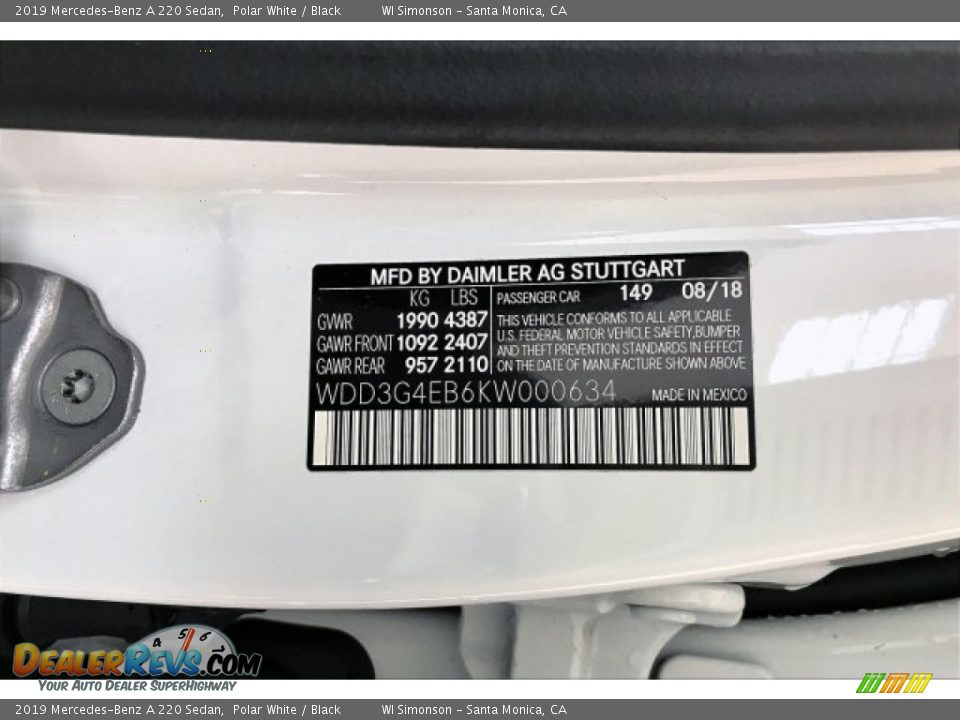 2019 Mercedes-Benz A 220 Sedan, Polar White / Black WI Simonson - Santa Monica, CA
MFD BY DAIMLER AG STUTTGART
KG LBS
GVWR 1990 4387
GAWR FRONT 1092 2407
GAWR REAR 957 2110
PASSENGER CAR 149 08/18
THIS VEHICLE CONFORMS TO ALL APPLICABLE
U.S. FEDERAL MOTOR VEHICLE SAFETY, BUMPER
AND THEFT PREVENTION STANDARDS IN EFFECT
ON THE DATE OF MANUFACTURE SHOWN ABOVE
WDD3G4EB6KW000634 MADE IN MEXICO
4 5 6
DEALERREVS.COM
YOUR AUTO DEALER SUPERHIGHWAY
2019 Mercedes-Benz A 220 Sedan, Polar White / Black WI Simonson - Santa Monica, CA